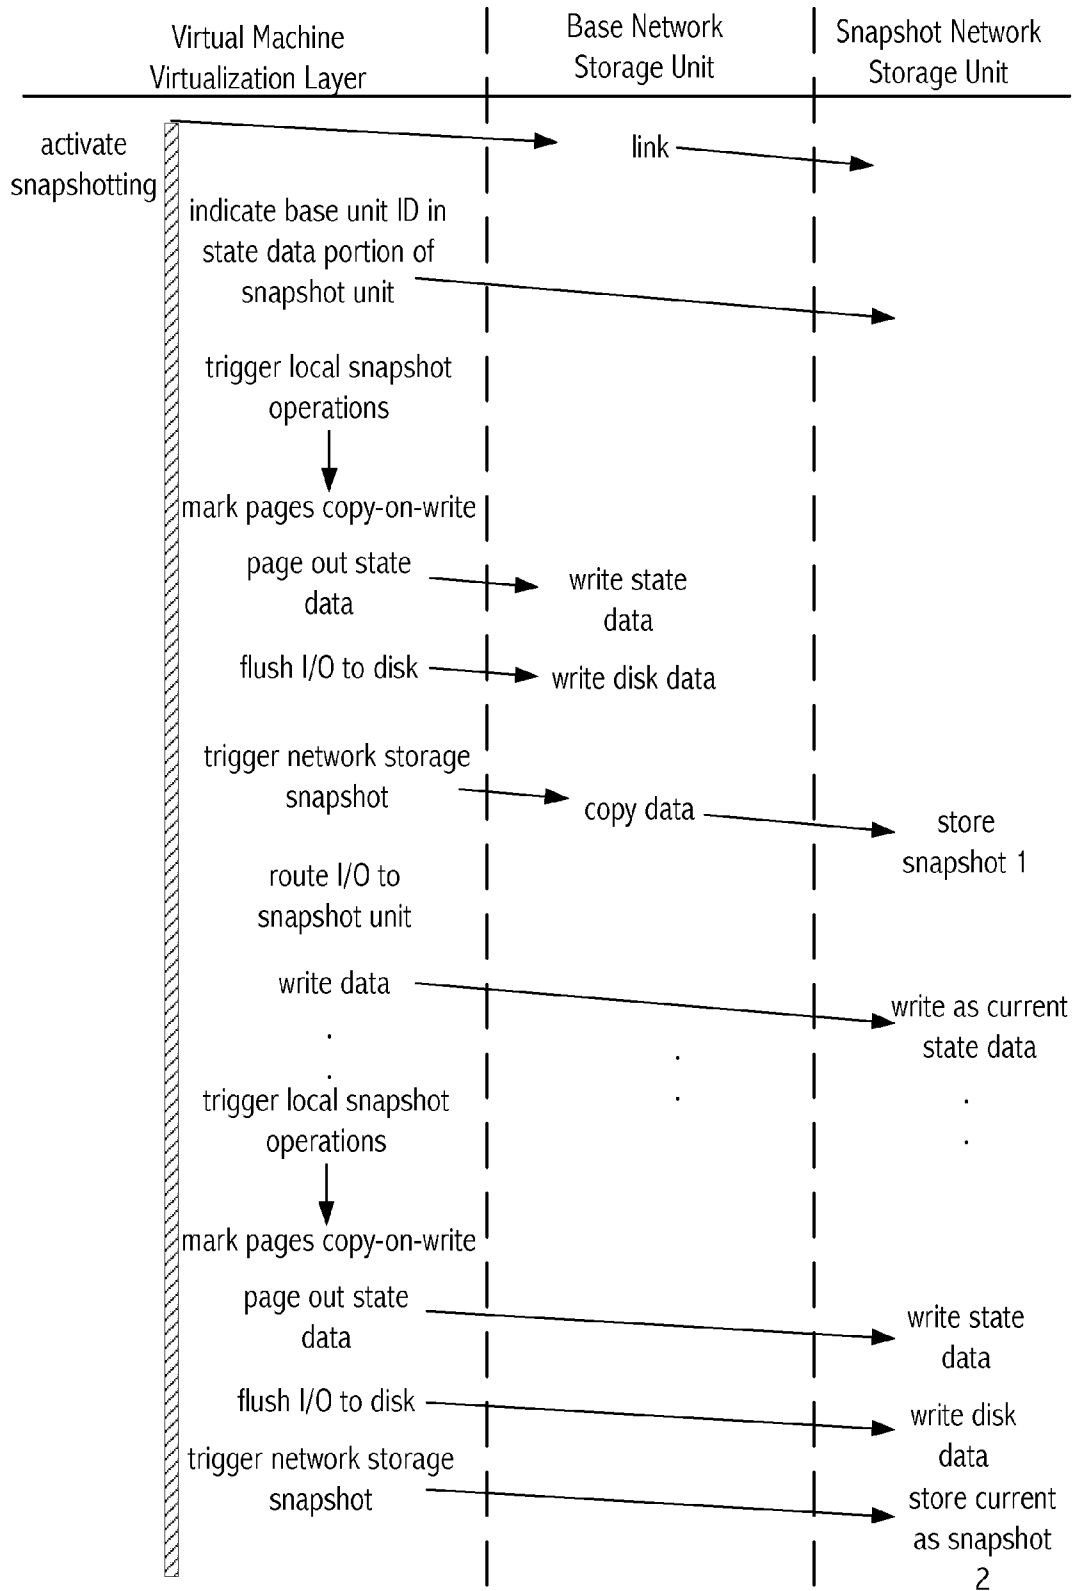 Virtual Machine
Virtualization Layer
Base Network
Storage Unit
Snapshot Network
Storage Unit
activate
snapshotting
link
indicate base unit ID in
state data portion of
snapshot unit
trigger local snapshot
operations
mark pages copy-on-write
page out state
data
write state
data
flush I/O to disk
write disk data
trigger network storage
snapshot
copy data
store
snapshot 1
route I/O to
snapshot unit
write data
write as current
state data
.
.
.
.
.
.
trigger local snapshot
operations
mark pages copy-on-write
page out state
data
write state
data
flush I/O to disk
write disk
data
trigger network storage
snapshot
store current
as snapshot
2